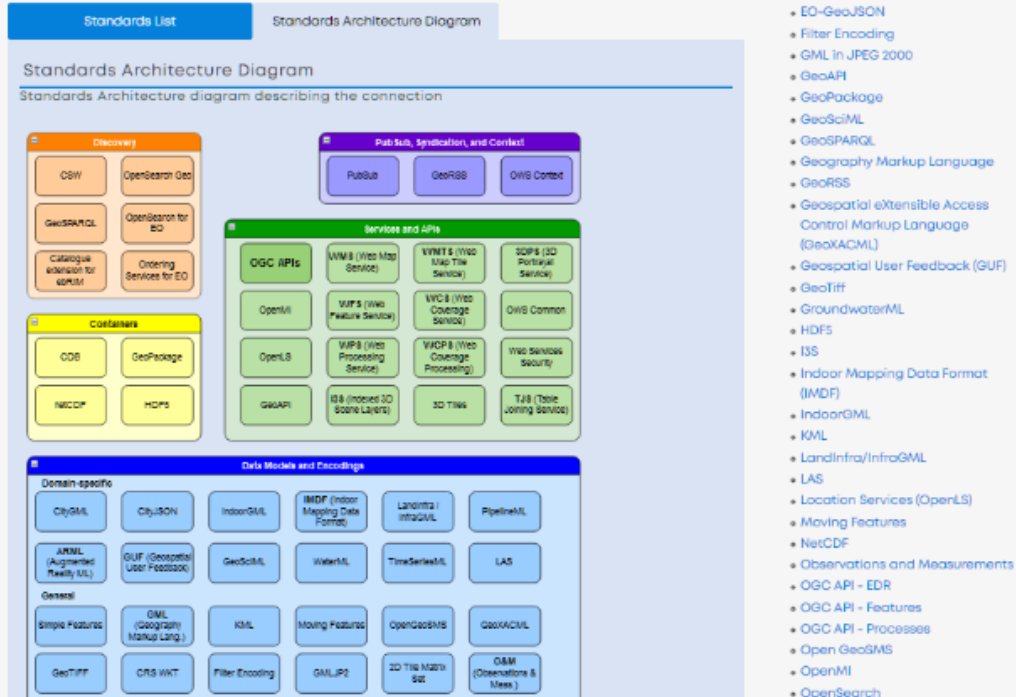 Standards List
Standards Architecture Diagram
Standards Architecture Diagram
Standards Architecture diagram describing the connection
Discovery
CSW
OpenSearch Geo
GeoSPARQL
OpenSearch for
EO
Catalogue
extension for
ebRIM
Ordering
Services for EO
PubSub, Syndication, and Context
PubSub
GeoRSS
OWS Context
Containers
CDB
GeoPackage
NetCDF
HDF5
Services and APIs
OGC APIs
WMS (Web Map
Service)
WMTS (Web
Map Tile
Service)
3DPS (3D
Portrayal
Service)
OpenMI
WFS (Web
Feature Service)
WCS (Web
Coverage
Service)
OWS Common
OpenLS
WPS (Web
Processing
Service)
WCPS (Web
Coverage
Processing)
Web Services
Security
GeoAPI
I3S (Indexed 3D
Scene Layers)
3D Tiles
TJS (Table
Joining Service)
Data Models and Encodings
Domain-specific
CityGML
CityJSON
IndoorGML
IMDF (Indoor
Mapping Data
Format)
LandInfra /
InfraGML
PipelineML
ARML
(Augmented
Reality ML)
GUF (Geospatial
User Feedback)
GeoSciML
WaterML
TimeSeriesML
LAS
General
Simple Features
GML
(Geography
Markup Lang.)
KML
Moving Features
OpenGeoSMS
GeoXACML
GeoTIFF
CRS WKT
Filter Encoding
GMLJP2
2D Tile Matrix
Set
O&M
(Observations &
Meas.)
EO-GeoJSON
Filter Encoding
GML in JPEG 2000
GeoAPI
GeoPackage
GeoSciML
GeoSPARQL
Geography Markup Language
GeoRSS
Geospatial eXtensible Access
Control Markup Language
(GeoXACML)
Geospatial User Feedback (GUF)
GeoTiff
GroundwaterML
HDF5
I3S
Indoor Mapping Data Format
(IMDF)
IndoorGML
KML
LandInfra/InfraGML
LAS
Location Services (OpenLS)
Moving Features
NetCDF
Observations and Measurements
OGC API - EDR
OGC API - Features
OGC API - Processes
Open GeoSMS
OpenMI
OpenSearch